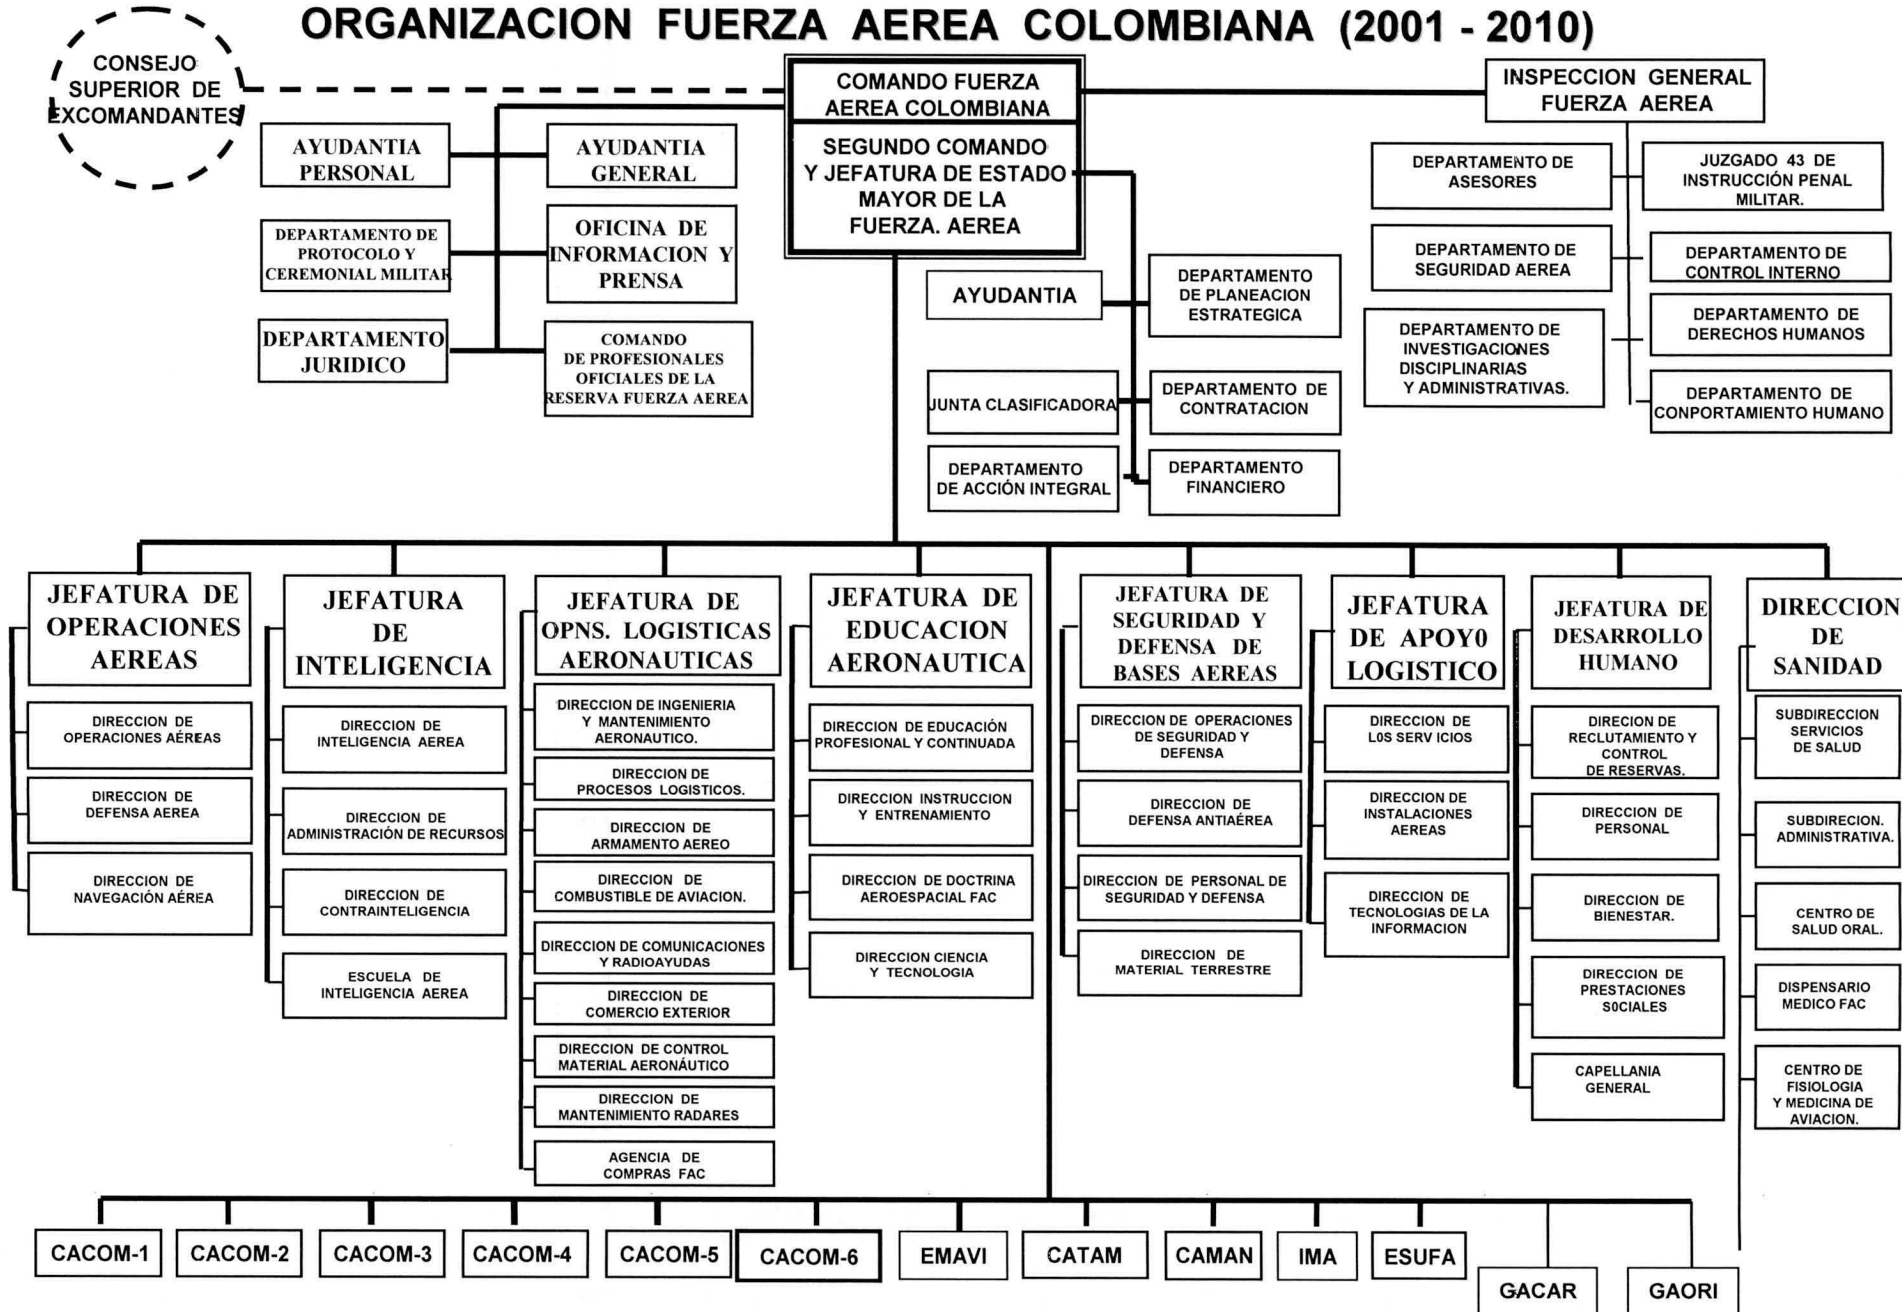 ORGANIZACION FUERZA AEREA COLOMBIANA (2001 - 2010)
CONSEJO
SUPERIOR DE
EXCOMANDANTES
COMANDO FUERZA
AEREA COLOMBIANA
SEGUNDO COMANDO
Y JEFATURA DE ESTADO
MAYOR DE LA
FUERZA. AEREA
INSPECCION GENERAL
FUERZA AEREA
AYUDANTIA
PERSONAL
AYUDANTIA
GENERAL
DEPARTAMENTO DE
PROTOCOLO Y
CEREMONIAL MILITAR
OFICINA DE
INFORMACION Y
PRENSA
DEPARTAMENTO
JURIDICO
COMANDO
DE PROFESIONALES
OFICIALES DE LA
RESERVA FUERZA AEREA
AYUDANTIA
DEPARTAMENTO
DE PLANEACION
ESTRATEGICA
JUNTA CLASIFICADORA
DEPARTAMENTO DE
CONTRATACION
DEPARTAMENTO
DE ACCIÓN INTEGRAL
DEPARTAMENTO
FINANCIERO
DEPARTAMENTO DE
ASESORES
JUZGADO 43 DE
INSTRUCCIÓN PENAL
MILITAR.
DEPARTAMENTO DE
SEGURIDAD AEREA
DEPARTAMENTO DE
CONTROL INTERNO
DEPARTAMENTO DE
INVESTIGACIONES
DISCIPLINARIAS
Y ADMINISTRATIVAS.
DEPARTAMENTO DE
DERECHOS HUMANOS
DEPARTAMENTO DE
CONPORTAMIENTO HUMANO
JEFATURA DE
OPERACIONES
AEREAS
DIRECCION DE
OPERACIONES AÉREAS
DIRECCION DE
DEFENSA AEREA
DIRECCION DE
NAVEGACIÓN AÉREA
JEFATURA
DE
INTELIGENCIA
DIRECCION DE
INTELIGENCIA AEREA
DIRECCION DE
ADMINISTRACIÓN DE RECURSOS
DIRECCION DE
CONTRAINTELIGENCIA
ESCUELA DE
INTELIGENCIA AEREA
JEFATURA DE
OPNS. LOGISTICAS
AERONAUTICAS
DIRECCION DE INGENIERIA
Y MANTENIMIENTO
AERONAUTICO.
DIRECCION DE
PROCESOS LOGISTICOS.
DIRECCION DE
ARMAMENTO AEREO
DIRECCION DE
COMBUSTIBLE DE AVIACION.
DIRECCION DE COMUNICACIONES
Y RADIOAYUDAS
DIRECCION DE
COMERCIO EXTERIOR
DIRECCION DE CONTROL
MATERIAL AERONÁUTICO
DIRECCION DE
MANTENIMIENTO RADARES
AGENCIA DE
COMPRAS FAC
JEFATURA DE
EDUCACION
AERONAUTICA
DIRECCION DE EDUCACIÓN
PROFESIONAL Y CONTINUADA
DIRECCION INSTRUCCION
Y ENTRENAMIENTO
DIRECCION DE DOCTRINA
AEROESPACIAL FAC
DIRECCION CIENCIA
Y TECNOLOGIA
JEFATURA DE
SEGURIDAD Y
DEFENSA DE
BASES AEREAS
DIRECCION DE OPERACIONES
DE SEGURIDAD Y
DEFENSA
DIRECCION DE
DEFENSA ANTIAÉREA
DIRECCION DE PERSONAL DE
SEGURIDAD Y DEFENSA
DIRECCION DE
MATERIAL TERRESTRE
JEFATURA
DE APOY0
LOGISTICO
DIRECCION DE
L0S SERV ICIOS
DIRECCION DE
INSTALACIONES
AEREAS
DIRECCION DE
TECNOLOGIAS DE LA
INFORMACION
JEFATURA DE
DESARROLLO
HUMANO
DIRECION DE
RECLUTAMIENTO Y
CONTROL
DE RESERVAS.
DIRECCION DE
PERSONAL
DIRECCION DE
BIENESTAR.
DIRECCION DE
PRESTACIONES
S0CIALES
CAPELLANIA
GENERAL
DIRECCION
DE
SANIDAD
SUBDIRECCION
SERVICIOS
DE SALUD
SUBDIRECION.
ADMINISTRATIVA.
CENTRO DE
SALUD ORAL.
DISPENSARIO
MEDICO FAC
CENTRO DE
FISIOLOGIA
Y MEDICINA DE
AVIACION.
CACOM-1
CACOM-2
CACOM-3
CACOM-4
CACOM-5
CACOM-6
EMAVI
CATAM
CAMAN
IMA
ESUFA
GACAR
GAORI